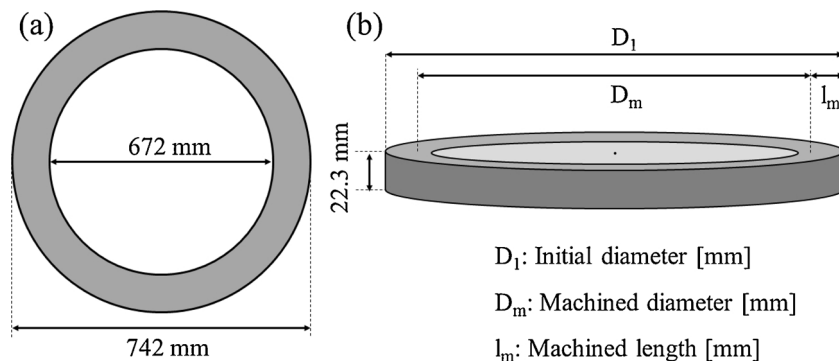 (a)
672 mm
742 mm
(b)
D₁
Dₘ
lₘ
22.3 mm
D₁: Initial diameter [mm]
Dₘ: Machined diameter [mm]
lₘ: Machined length [mm]